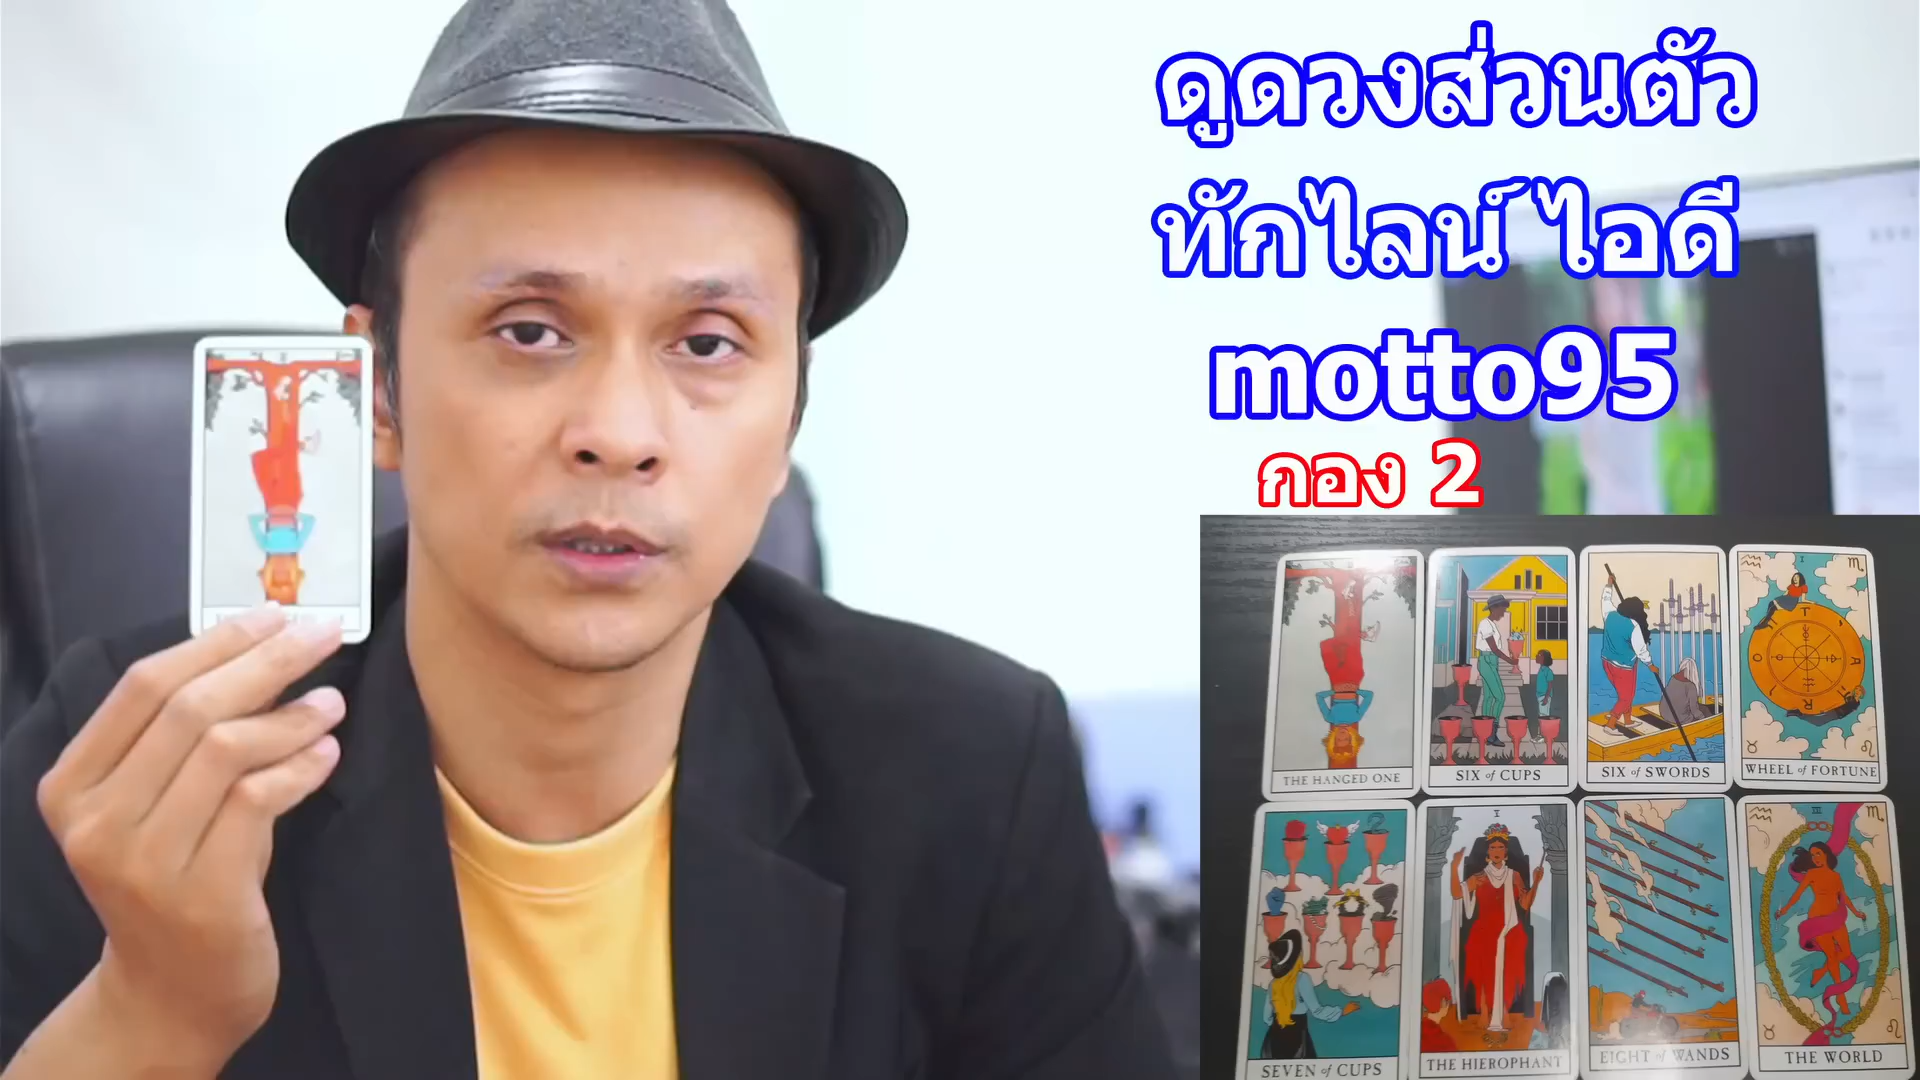 ดูดวงส่วนตัว
ทักไลน์ ไอดี
motto95
กอง 2
THE HANGED ONE
SIX of CUPS
SIX of SWORDS
I
WHEEL of FORTUNE
T
A
R
O
SEVEN of CUPS
I
THE HIEROPHANT
EIGHT of WANDS
III
THE WORLD